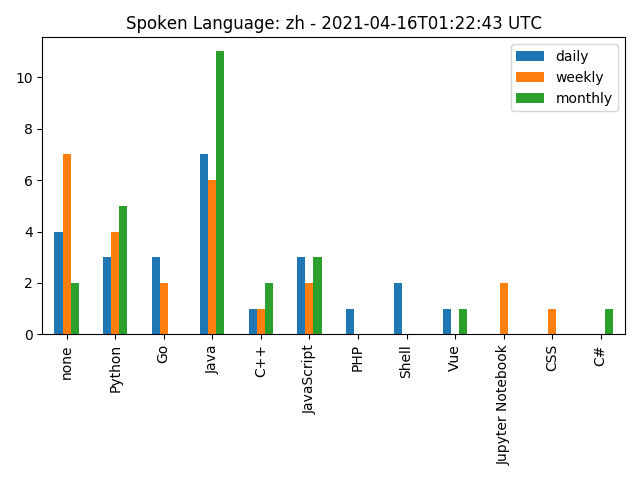 Spoken Language: zh - 2021-04-16T01:22:43 UTC
daily
weekly
monthly
10
8
6
4
2
0
none
Python
Go
Java
C++
JavaScript
PHP
Shell
Vue
Jupyter Notebook
CSS
C#